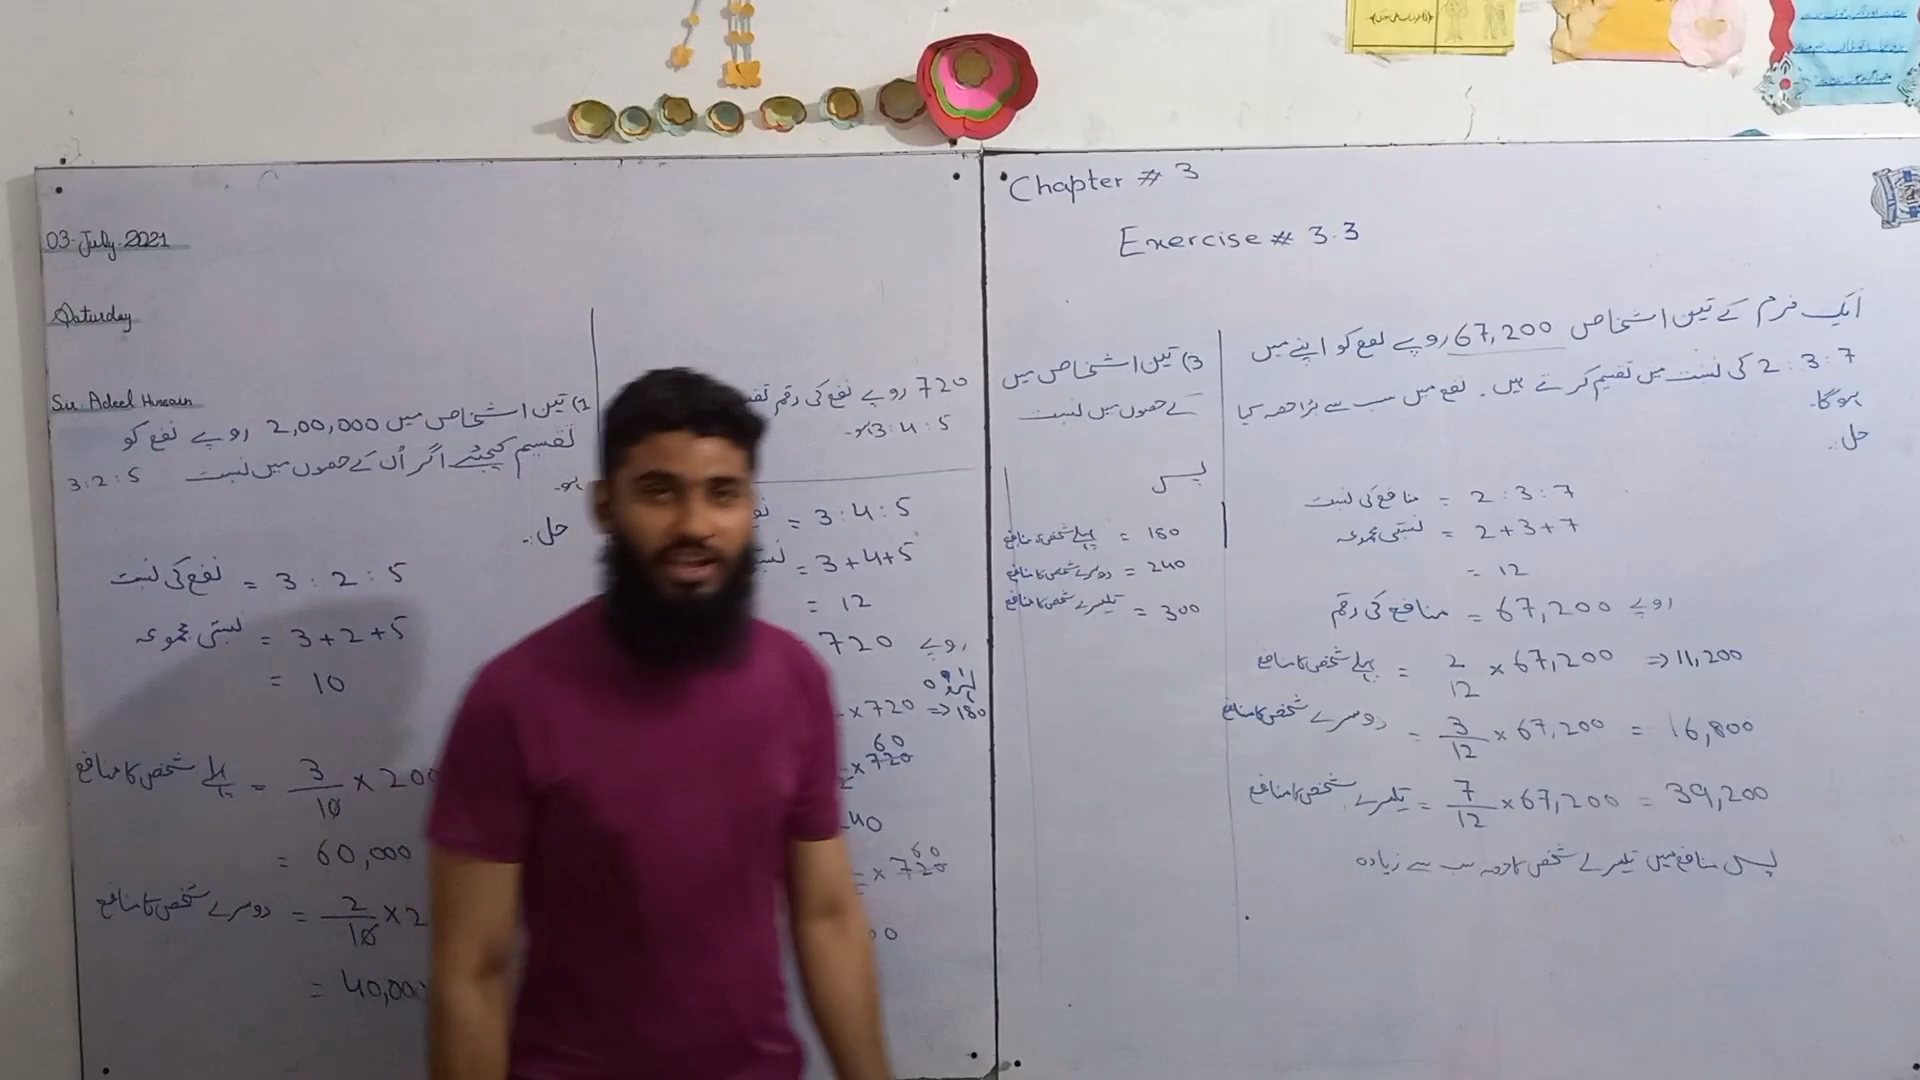 03-July-2021
Saturday
Sir Adeel Hussain
1) تین اشخاص میں 2,00,000 روپے نفع کو
تقسیم کیجئے اگر اُن کے حصوں میں نسبت 3:2:5
ہو۔
حل:۔
نفع کی نسبت = 3 : 2 : 5
نسبتی مجموعہ = 3+2+5
= 10
پہلے شخص کا منافع = 3/10 × 200
= 60,000
دوسرے شخص کا منافع = 2/10 × 2
= 40,000
720 روپے نفع کی رقم
3:4:5 ہو۔
= 3:4:5
= 3+4+5
= 12
720 روپے
× 720 => 180
60
× 720
40
60
× 720
00
Chapter # 3
Exercise # 3.3
3) تین اشخاص میں
کے حصوں میں نسبت
پس
پہلے شخص کا منافع = 180
دوسرے شخص کا منافع = 240
تیسرے شخص کا منافع = 300
ایک فرم کے تین اشخاص 67,200 روپے نفع کو اپنے میں
2:3:7 کی نسبت میں تقسیم کرتے ہیں۔ نفع میں سب سے بڑا حصہ کیا
ہوگا۔
حل:۔
منافع کی نسبت = 2:3:7
نسبتی مجموعہ = 2+3+7
= 12
منافع کی رقم = 67,200 روپے
پہلے شخص کا منافع = 2/12 × 67,200 => 11,200
دوسرے شخص کا منافع = 3/12 × 67,200 = 16,800
تیسرے شخص کا منافع = 7/12 × 67,200 = 39,200
پس منافع میں تیسرے شخص کا حصہ سب سے زیادہ